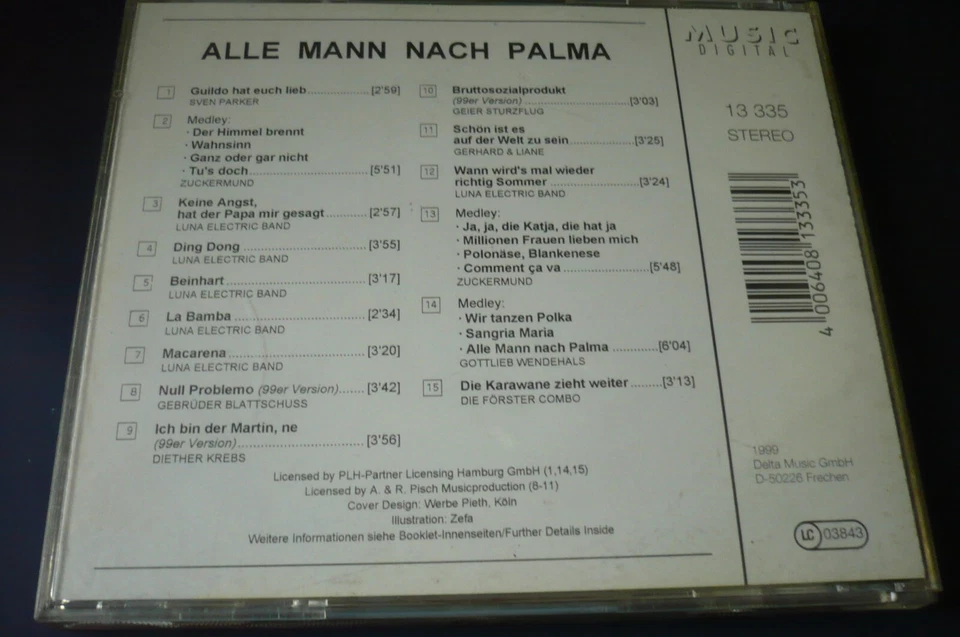 ALLE MANN NACH PALMA
1 Guildo hat euch lieb....................[2'59]
SVEN PARKER
2 Medley:
· Der Himmel brennt
· Wahnsinn
· Ganz oder gar nicht
· Tu's doch....................[5'51]
ZUCKERMUND
3 Keine Angst,
hat der Papa mir gesagt...........[2'57]
LUNA ELECTRIC BAND
4 Ding Dong....................[3'55]
LUNA ELECTRIC BAND
5 Beinhart....................[3'17]
LUNA ELECTRIC BAND
6 La Bamba....................[2'34]
LUNA ELECTRIC BAND
7 Macarena....................[3'20]
LUNA ELECTRIC BAND
8 Null Problemo (99er Version).......[3'42]
GEBRÜDER BLATTSCHUSS
9 Ich bin der Martin, ne
(99er Version)....................[3'56]
DIETHER KREBS
10 Bruttosozialprodukt
(99er Version)....................[3'03]
GEIER STURZFLUG
11 Schön ist es
auf der Welt zu sein....................[3'25]
GERHARD & LIANE
12 Wann wird's mal wieder
richtig Sommer....................[3'24]
LUNA ELECTRIC BAND
13 Medley:
· Ja, ja, die Katja, die hat ja
· Millionen Frauen lieben mich
· Polonäse, Blankenese
· Comment ça va....................[5'48]
ZUCKERMUND
14 Medley:
· Wir tanzen Polka
· Sangria Maria
· Alle Mann nach Palma...............[6'04]
GOTTLIEB WENDEHALS
15 Die Karawane zieht weiter.........[3'13]
DIE FÖRSTER COMBO
Licensed by PLH-Partner Licensing Hamburg GmbH (1,14,15)
Licensed by A. & R. Pisch Musicproduction (8-11)
Cover Design: Werbe Pieth, Köln
Illustration: Zefa
Weitere Informationen siehe Booklet-Innenseiten/Further Details Inside
MUSIC
DIGITAL
13 335
STEREO
4 006408 133353
1999
Delta Music GmbH
D-50226 Frechen
LC 03843